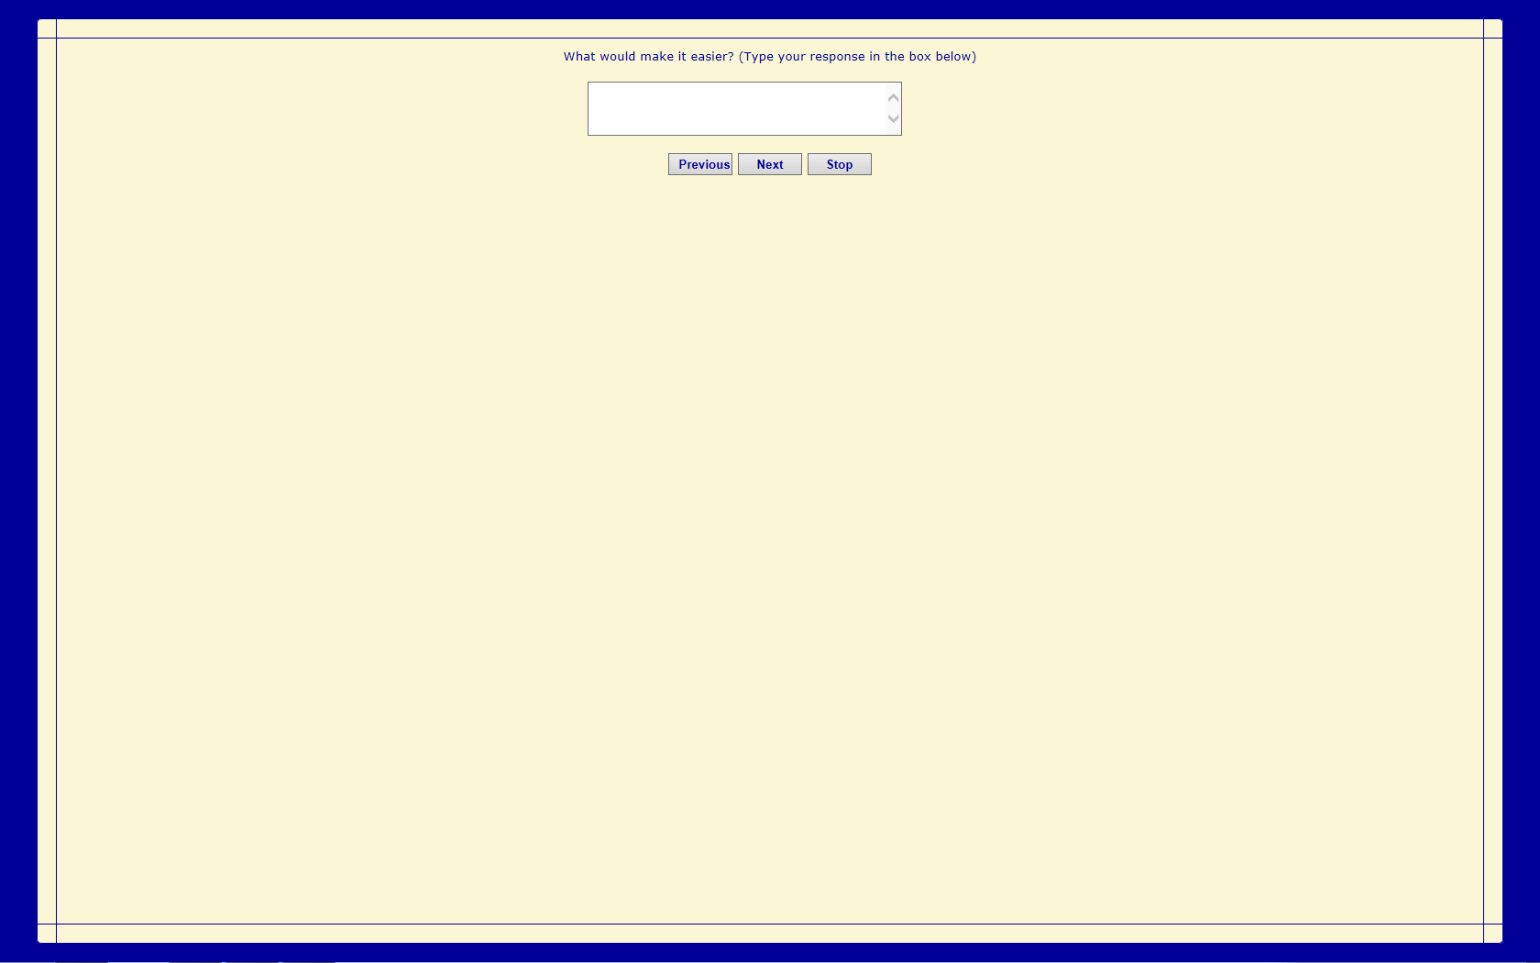 What would make it easier? (Type your response in the box below)
Previous Next Stop